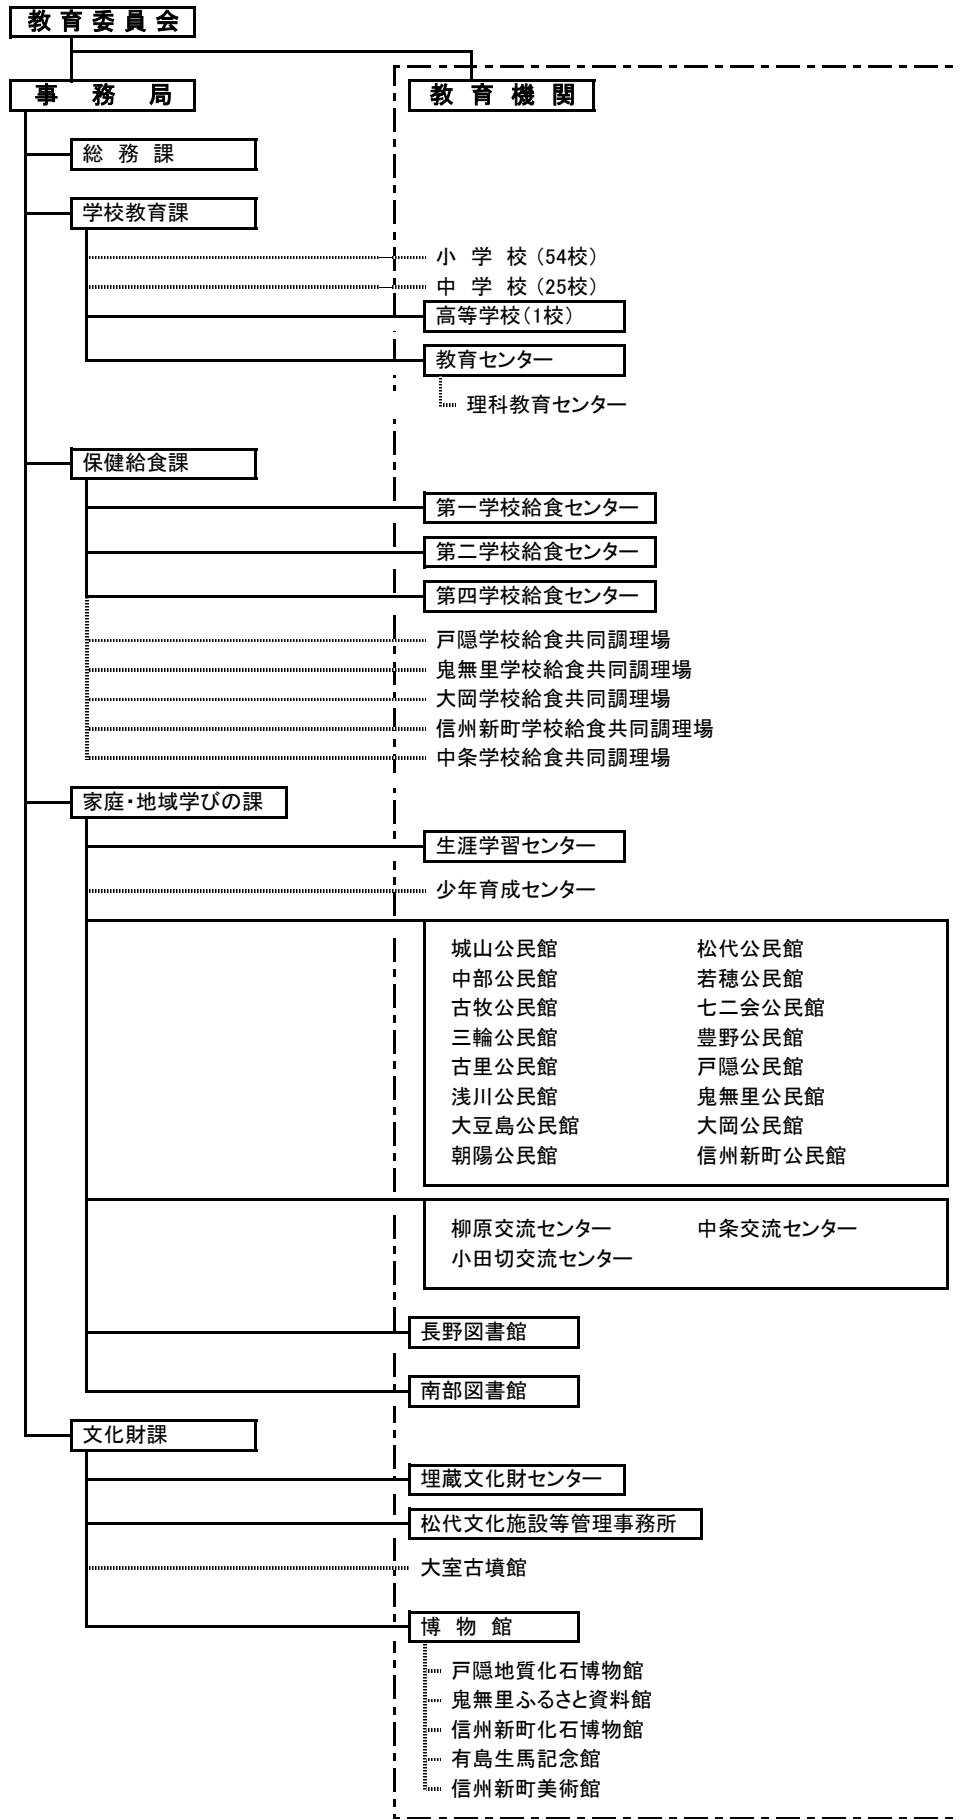 教育委員会
事務局
教育機関
総務課
学校教育課
小学校(54校)
中学校(25校)
高等学校(1校)
教育センター
理科教育センター
保健給食課
第一学校給食センター
第二学校給食センター
第四学校給食センター
戸隠学校給食共同調理場
鬼無里学校給食共同調理場
大岡学校給食共同調理場
信州新町学校給食共同調理場
中条学校給食共同調理場
家庭・地域学びの課
生涯学習センター
少年育成センター
城山公民館 松代公民館
中部公民館 若穂公民館
古牧公民館 七二会公民館
三輪公民館 豊野公民館
古里公民館 戸隠公民館
浅川公民館 鬼無里公民館
大豆島公民館 大岡公民館
朝陽公民館 信州新町公民館
柳原交流センター 中条交流センター
小田切交流センター
長野図書館
南部図書館
文化財課
埋蔵文化財センター
松代文化施設等管理事務所
大室古墳館
博物館
戸隠地質化石博物館
鬼無里ふるさと資料館
信州新町化石博物館
有島生馬記念館
信州新町美術館